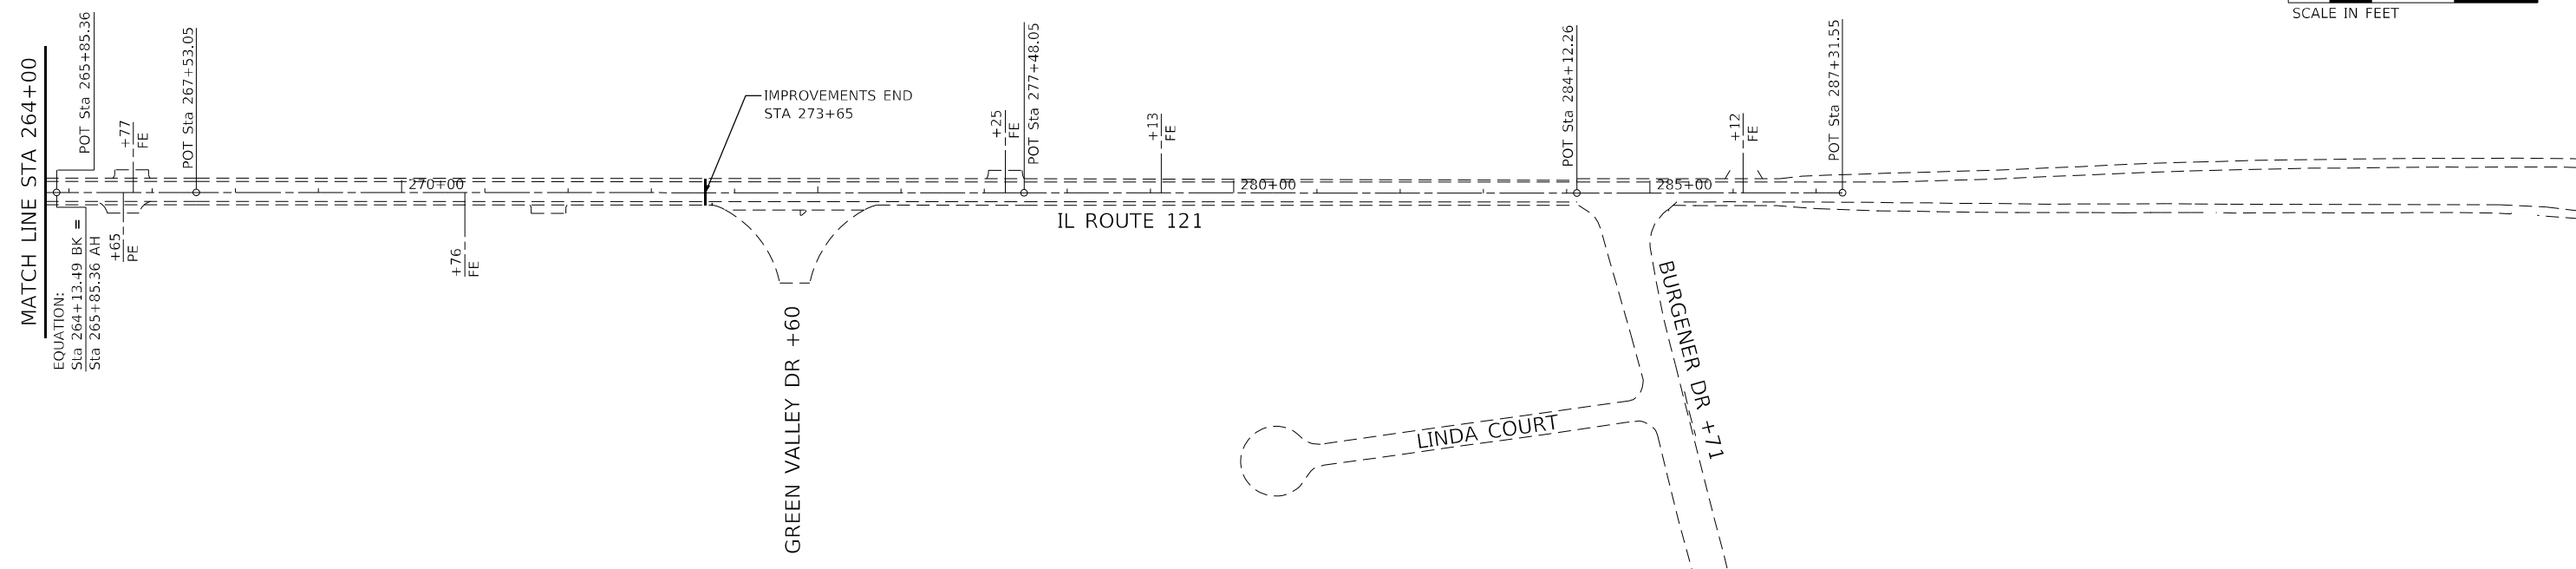 SCALE IN FEET
MATCH LINE STA 264+00
POT Sta 265+85.36
+77
FE
POT Sta 267+53.05
IMPROVEMENTS END
STA 273+65
+25
FE
POT Sta 277+48.05
+13
FE
POT Sta 284+12.26
+12
FE
POT Sta 287+31.55
270+00
280+00
285+00
IL ROUTE 121
EQUATION:
Sta 264+13.49 BK =
Sta 265+85.36 AH
+65
PE
+76
FE
GREEN VALLEY DR +60
BURGENER DR +71
LINDA COURT